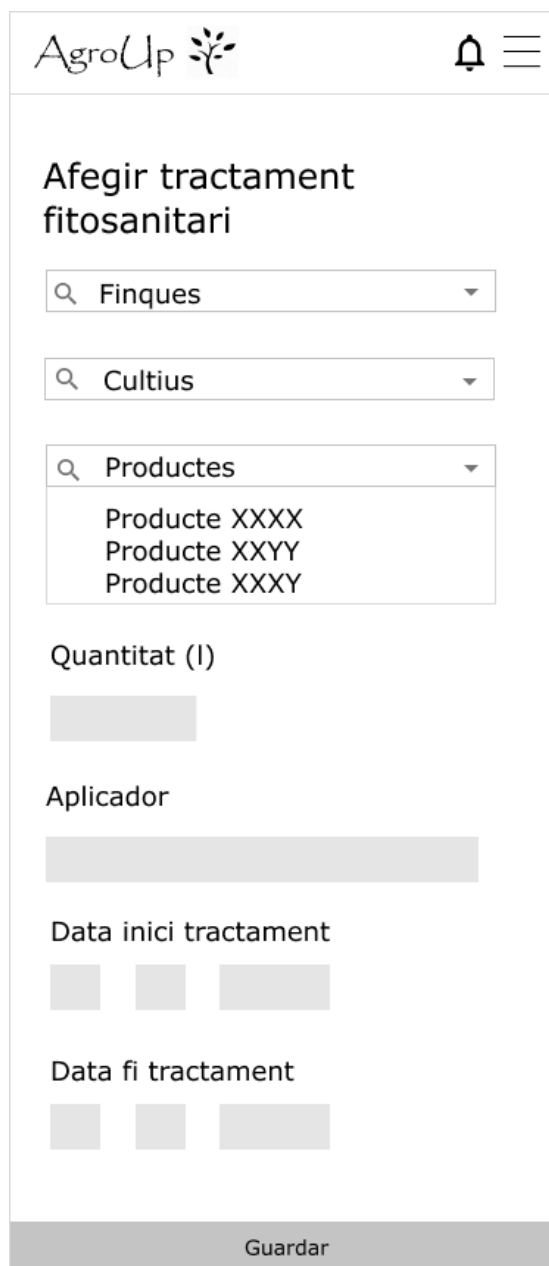 AgroUp
Afegir tractament
fitosanitari
Finques
Cultius
Productes
Producte XXXX
Producte XXYY
Producte XXXY
Quantitat (l)
Aplicador
Data inici tractament
Data fi tractament
Guardar